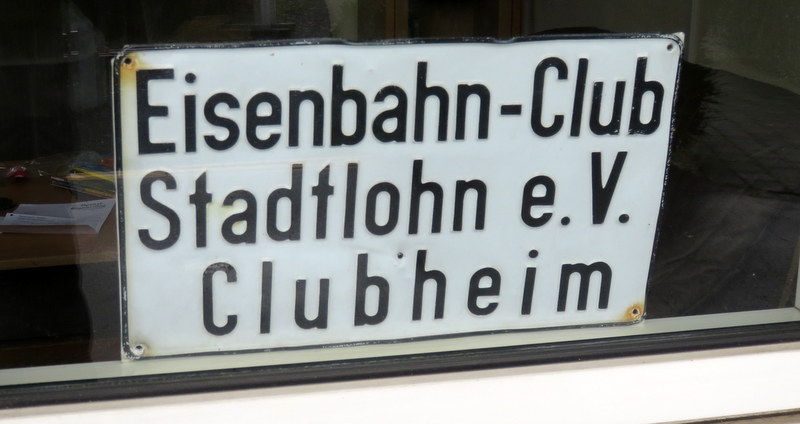 Eisenbahn-Club
Stadtlohn e.V.
Clubheim